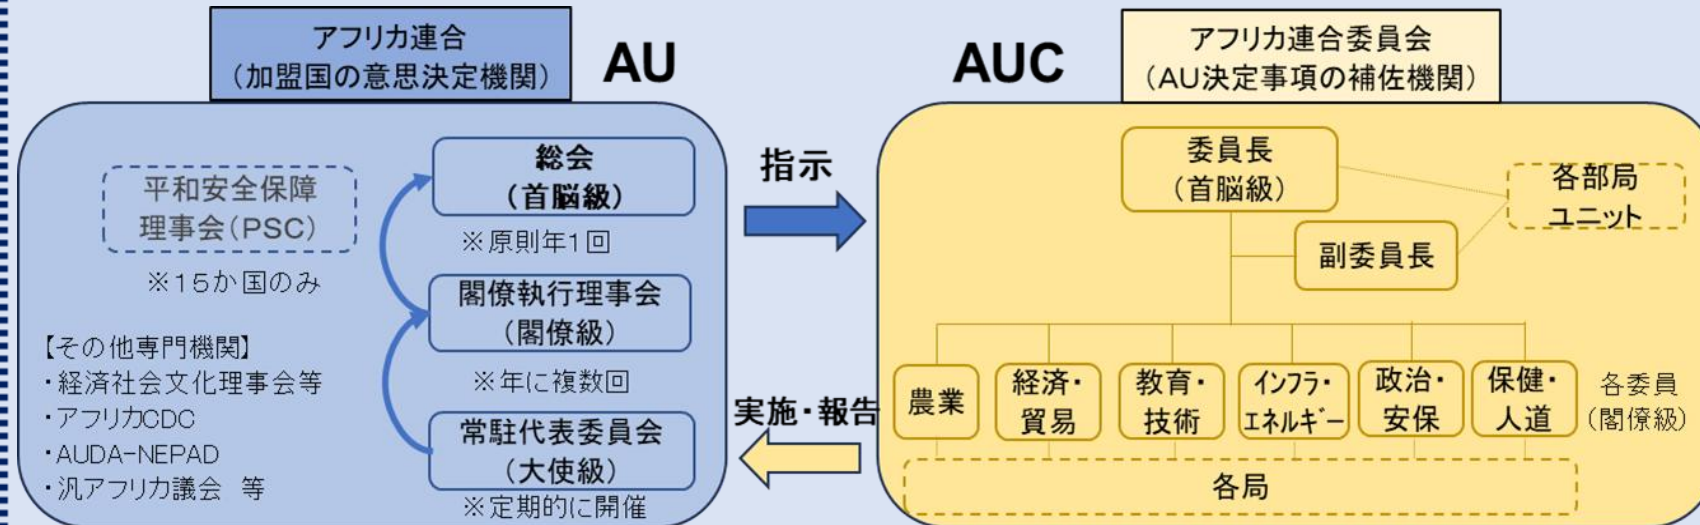 アフリカ連合
（加盟国の意思決定機関）
AU
平和安全保障
理事会（PSC）
※15か国のみ
総会
（首脳級）
※原則年1回
閣僚執行理事会
（閣僚級）
※年に複数回
常駐代表委員会
（大使級）
※定期的に開催
【その他専門機関】
・経済社会文化理事会等
・アフリカCDC
・AUDA-NEPAD
・汎アフリカ議会 等
指示
実施・報告
AUC
アフリカ連合委員会
（AU決定事項の補佐機関）
委員長
（首脳級）
副委員長
各部局
ユニット
農業
経済・
貿易
教育・
技術
インフラ・
エネルギー
政治・
安保
保健・
人道
各委員
（閣僚級）
各局